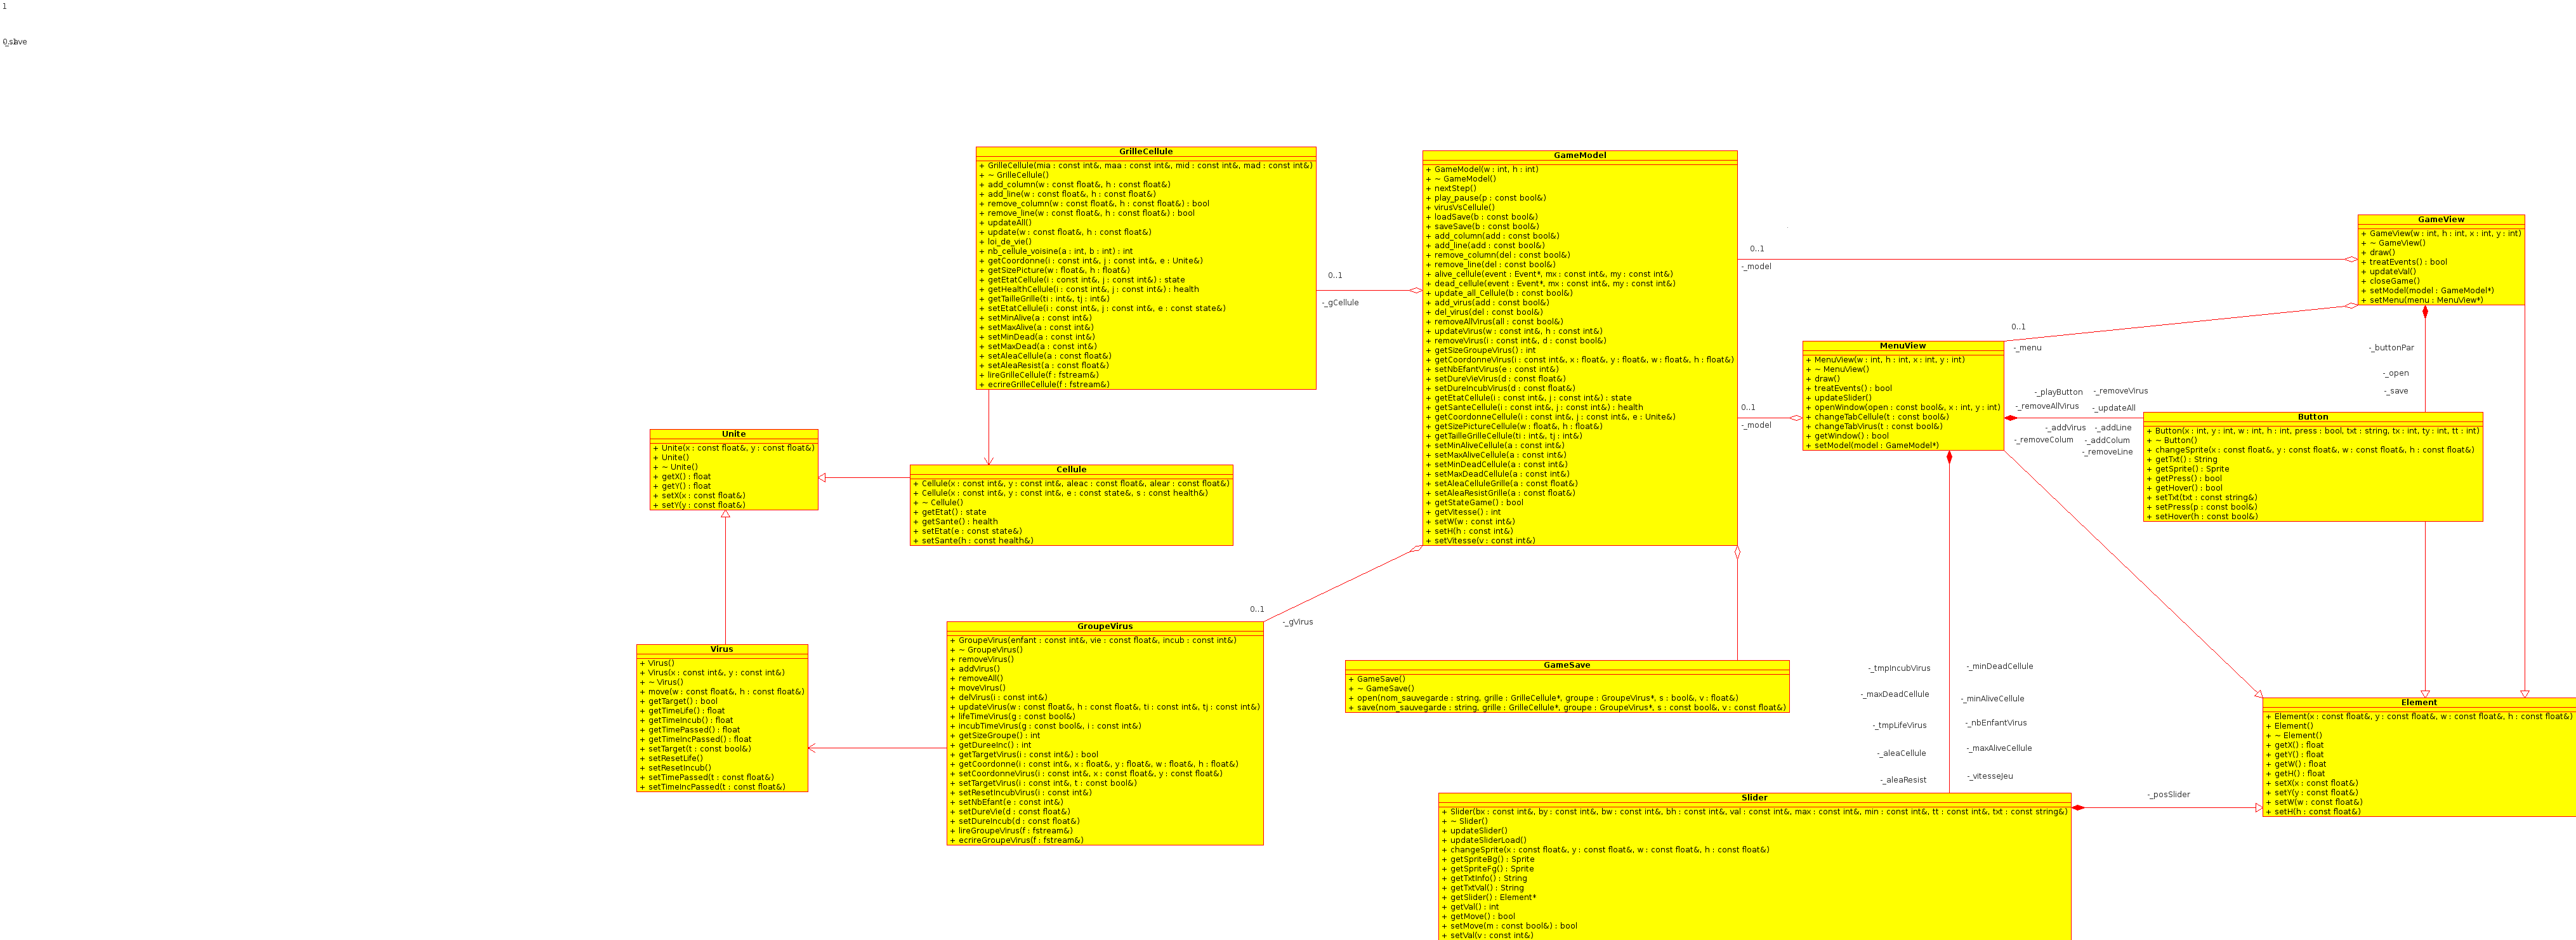 1
0..1
-_save
GrilleCellule
+ GrilleCellule(mia : const int&, maa : const int&, mid : const int&, mad : const int&)
+ ~ GrilleCellule()
+ add_column(w : const float&, h : const float&)
+ add_line(w : const float&, h : const float&)
+ remove_column(w : const float&, h : const float&) : bool
+ remove_line(w : const float&, h : const float&) : bool
+ updateAll()
+ update(w : const float&, h : const float&)
+ loi_de_vie()
+ nb_cellule_voisine(a : int, b : int) : int
+ getCoordonne(i : const int&, j : const int&, e : Unite&)
+ getSizePicture(w : float&, h : float&)
+ getEtatCellule(i : const int&, j : const int&) : state
+ getHealthCellule(i : const int&, j : const int&) : health
+ getTailleGrille(ti : int&, tj : int&)
+ setEtatCellule(i : const int&, j : const int&, e : const state&)
+ setMinAlive(a : const int&)
+ setMaxAlive(a : const int&)
+ setMinDead(a : const int&)
+ setMaxDead(a : const int&)
+ setAleaCellule(a : const float&)
+ setAleaResist(a : const float&)
+ lireGrilleCellule(f : fstream&)
+ ecrireGrilleCellule(f : fstream&)
0..1
-_gCellule
GameModel
+ GameModel(w : int, h : int)
+ ~ GameModel()
+ nextStep()
+ play_pause(p : const bool&)
+ virusVsCellule()
+ loadSave(b : const bool&)
+ saveSave(b : const bool&)
+ add_column(add : const bool&)
+ add_line(add : const bool&)
+ remove_column(del : const bool&)
+ remove_line(del : const bool&)
+ alive_cellule(event : Event*, mx : const int&, my : const int&)
+ dead_cellule(event : Event*, mx : const int&, my : const int&)
+ update_all_Cellule(b : const bool&)
+ add_virus(add : const bool&)
+ del_virus(del : const bool&)
+ removeAllVirus(all : const bool&)
+ updateVirus(w : const int&, h : const int&)
+ removeVirus(i : const int&, d : const bool&)
+ getSizeGroupeVirus() : int
+ getCoordonneVirus(i : const int&, x : float&, y : float&, w : float&, h : float&)
+ setNbEfantVirus(e : const int&)
+ setDureVieVirus(d : const float&)
+ setDureIncubVirus(d : const float&)
+ getEtatCellule(i : const int&, j : const int&) : state
+ getSanteCellule(i : const int&, j : const int&) : health
+ getCoordonneCellule(i : const int&, j : const int&, e : Unite&)
+ getSizePictureCellule(w : float&, h : float&)
+ getTailleGrilleCellule(ti : int&, tj : int&)
+ setMinAliveCellule(a : const int&)
+ setMaxAliveCellule(a : const int&)
+ setMinDeadCellule(a : const int&)
+ setMaxDeadCellule(a : const int&)
+ setAleaCelluleGrille(a : const float&)
+ setAleaResistGrille(a : const float&)
+ getStateGame() : bool
+ getVitesse() : int
+ setW(w : const int&)
+ setH(h : const int&)
+ setVitesse(v : const int&)
0..1
-_model
GameView
+ GameView(w : int, h : int, x : int, y : int)
+ ~ GameView()
+ draw()
+ treatEvents() : bool
+ updateVal()
+ closeGame()
+ setModel(model : GameModel*)
+ setMenu(menu : MenuView*)
0..1
-_menu
0..1
-_model
MenuView
+ MenuView(w : int, h : int, x : int, y : int)
+ ~ MenuView()
+ draw()
+ treatEvents() : bool
+ updateSlider()
+ openWindow(open : const bool&, x : int, y : int)
+ changeTabCellule(t : const bool&)
+ changeTabVirus(t : const bool&)
+ getWindow() : bool
+ setModel(model : GameModel*)
-_buttonPar
-_open
-_save
-_playButton
-_removeVirus
-_removeAllVirus
-_updateAll
-_addVirus
-_addLine
-_removeColum
-_addColum
-_removeLine
Button
+ Button(x : int, y : int, w : int, h : int, press : bool, txt : string, tx : int, ty : int, tt : int)
+ ~ Button()
+ changeSprite(x : const float&, y : const float&, w : const float&, h : const float&)
+ getTxt() : String
+ getSprite() : Sprite
+ getPress() : bool
+ getHover() : bool
+ setTxt(txt : const string&)
+ setPress(p : const bool&)
+ setHover(h : const bool&)
Unite
+ Unite(x : const float&, y : const float&)
+ Unite()
+ ~ Unite()
+ getX() : float
+ getY() : float
+ setX(x : const float&)
+ setY(y : const float&)
Cellule
+ Cellule(x : const int&, y : const int&, aleac : const float&, alear : const float&)
+ Cellule(x : const int&, y : const int&, e : const state&, s : const health&)
+ ~ Cellule()
+ getEtat() : state
+ getSante() : health
+ setEtat(e : const state&)
+ setSante(h : const health&)
0..1
-_gVirus
Virus
+ Virus()
+ Virus(x : const int&, y : const int&)
+ ~ Virus()
+ move(w : const float&, h : const float&)
+ getTarget() : bool
+ getTimeLife() : float
+ getTimeIncub() : float
+ getTimePassed() : float
+ getTimeIncPassed() : float
+ setTarget(t : const bool&)
+ setResetLife()
+ setResetIncub()
+ setTimePassed(t : const float&)
+ setTimeIncPassed(t : const float&)
GroupeVirus
+ GroupeVirus(enfant : const int&, vie : const float&, incub : const int&)
+ ~ GroupeVirus()
+ removeVirus()
+ addVirus()
+ removeAll()
+ moveVirus()
+ delVirus(i : const int&)
+ updateVirus(w : const float&, h : const float&, ti : const int&, tj : const int&)
+ lifeTimeVirus(g : const bool&)
+ incubTimeVirus(g : const bool&, i : const int&)
+ getSizeGroupe() : int
+ getDureeInc() : int
+ getTargetVirus(i : const int&) : bool
+ getCoordonne(i : const int&, x : float&, y : float&, w : float&, h : float&)
+ setCoordonneVirus(i : const int&, x : const float&, y : const float&)
+ setTargetVirus(i : const int&, t : const bool&)
+ setResetIncubVirus(i : const int&)
+ setNbEfant(e : const int&)
+ setDureVie(d : const float&)
+ setDureIncub(d : const float&)
+ lireGroupeVirus(f : fstream&)
+ ecrireGroupeVirus(f : fstream&)
GameSave
+ GameSave()
+ ~ GameSave()
+ open(nom_sauvegarde : string, grille : GrilleCellule*, groupe : GroupeVirus*, s : bool&, v : float&)
+ save(nom_sauvegarde : string, grille : GrilleCellule*, groupe : GroupeVirus*, s : const bool&, v : const float&)
-_tmpIncubVirus
-_minDeadCellule
-_maxDeadCellule
-_minAliveCellule
-_tmpLifeVirus
-_nbEnfantVirus
-_aleaCellule
-_maxAliveCellule
-_aleaResist
-_vitesseJeu
-_posSlider
Element
+ Element(x : const float&, y : const float&, w : const float&, h : const float&)
+ Element()
+ ~ Element()
+ getX() : float
+ getY() : float
+ getW() : float
+ getH() : float
+ setX(x : const float&)
+ setY(y : const float&)
+ setW(w : const float&)
+ setH(h : const float&)
Slider
+ Slider(bx : const int&, by : const int&, bw : const int&, bh : const int&, val : const int&, max : const int&, min : const int&, tt : const int&, txt : const string&)
+ ~ Slider()
+ updateSlider()
+ updateSliderLoad()
+ changeSprite(x : const float&, y : const float&, w : const float&, h : const float&)
+ getSpriteBg() : Sprite
+ getSpriteFg() : Sprite
+ getTxtInfo() : String
+ getTxtVal() : String
+ getSlider() : Element*
+ getVal() : int
+ getMove() : bool
+ setMove(m : const bool&) : bool
+ setVal(v : const int&)